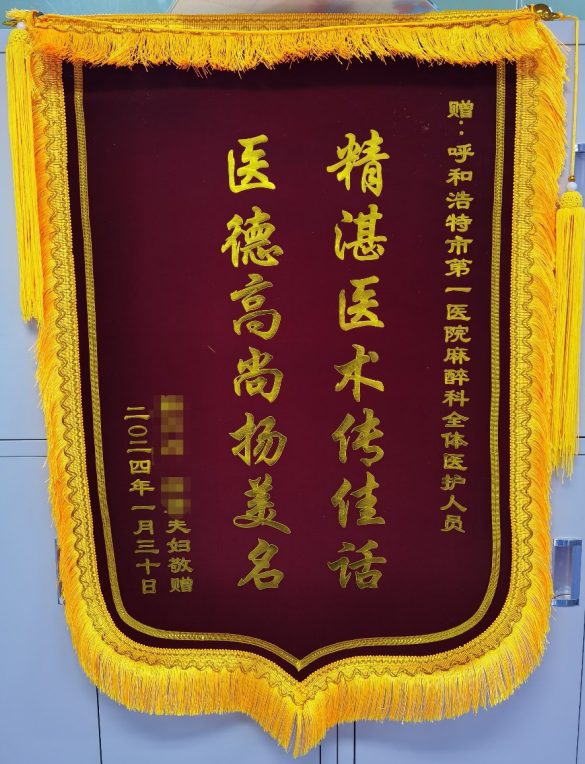 赠：呼和浩特市第一医院麻醉科全体医护人员
精湛医术传佳话
医德高尚扬美名
夫妇敬赠
二〇二四年一月三十日